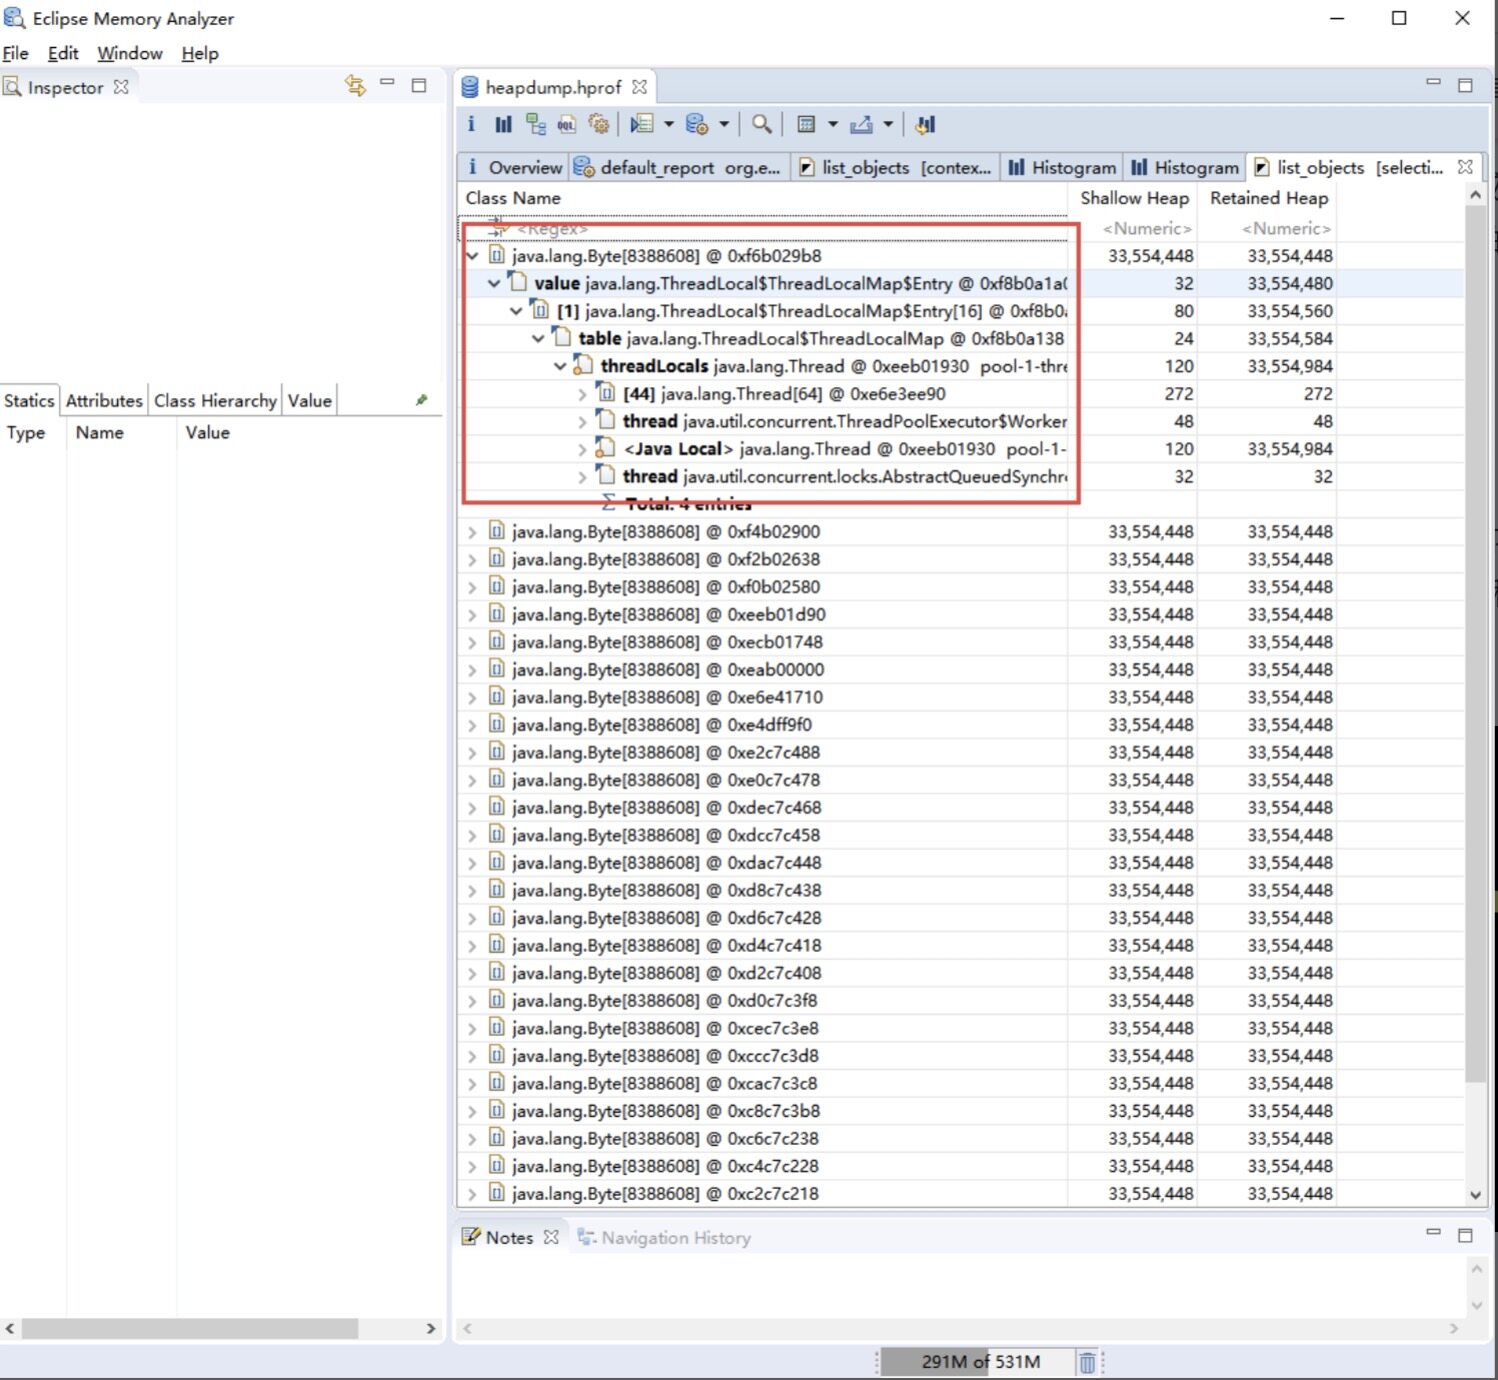 Eclipse Memory Analyzer
File Edit Window Help
Inspector
heapdump.hprof
i
Overview default_report org.e... list_objects [contex... Histogram Histogram list_objects [selecti...
Class Name Shallow Heap Retained Heap
<Regex> <Numeric> <Numeric>
java.lang.Byte[8388608] @ 0xf6b029b8 33,554,448 33,554,448
value java.lang.ThreadLocal$ThreadLocalMap$Entry @ 0xf8b0a1a0 32 33,554,480
[1] java.lang.ThreadLocal$ThreadLocalMap$Entry[16] @ 0xf8b0a 80 33,554,560
table java.lang.ThreadLocal$ThreadLocalMap @ 0xf8b0a138 24 33,554,584
threadLocals java.lang.Thread @ 0xeeb01930 pool-1-thre 120 33,554,984
[44] java.lang.Thread[64] @ 0xe6e3ee90 272 272
thread java.util.concurrent.ThreadPoolExecutor$Worker 48 48
<Java Local> java.lang.Thread @ 0xeeb01930 pool-1- 120 33,554,984
thread java.util.concurrent.locks.AbstractQueuedSynchr 32 32
Total: 4 entries
java.lang.Byte[8388608] @ 0xf4b02900 33,554,448 33,554,448
java.lang.Byte[8388608] @ 0xf2b02638 33,554,448 33,554,448
java.lang.Byte[8388608] @ 0xf0b02580 33,554,448 33,554,448
java.lang.Byte[8388608] @ 0xeeb01d90 33,554,448 33,554,448
java.lang.Byte[8388608] @ 0xecb01748 33,554,448 33,554,448
java.lang.Byte[8388608] @ 0xeab00000 33,554,448 33,554,448
java.lang.Byte[8388608] @ 0xe6e41710 33,554,448 33,554,448
java.lang.Byte[8388608] @ 0xe4dff9f0 33,554,448 33,554,448
java.lang.Byte[8388608] @ 0xe2c7c488 33,554,448 33,554,448
java.lang.Byte[8388608] @ 0xe0c7c478 33,554,448 33,554,448
java.lang.Byte[8388608] @ 0xdec7c468 33,554,448 33,554,448
java.lang.Byte[8388608] @ 0xdcc7c458 33,554,448 33,554,448
java.lang.Byte[8388608] @ 0xdac7c448 33,554,448 33,554,448
java.lang.Byte[8388608] @ 0xd8c7c438 33,554,448 33,554,448
java.lang.Byte[8388608] @ 0xd6c7c428 33,554,448 33,554,448
java.lang.Byte[8388608] @ 0xd4c7c418 33,554,448 33,554,448
java.lang.Byte[8388608] @ 0xd2c7c408 33,554,448 33,554,448
java.lang.Byte[8388608] @ 0xd0c7c3f8 33,554,448 33,554,448
java.lang.Byte[8388608] @ 0xcec7c3e8 33,554,448 33,554,448
java.lang.Byte[8388608] @ 0xccc7c3d8 33,554,448 33,554,448
java.lang.Byte[8388608] @ 0xcac7c3c8 33,554,448 33,554,448
java.lang.Byte[8388608] @ 0xc8c7c3b8 33,554,448 33,554,448
java.lang.Byte[8388608] @ 0xc6c7c238 33,554,448 33,554,448
java.lang.Byte[8388608] @ 0xc4c7c228 33,554,448 33,554,448
java.lang.Byte[8388608] @ 0xc2c7c218 33,554,448 33,554,448
Statics Attributes Class Hierarchy Value
Type Name Value
Notes Navigation History
291M of 531M